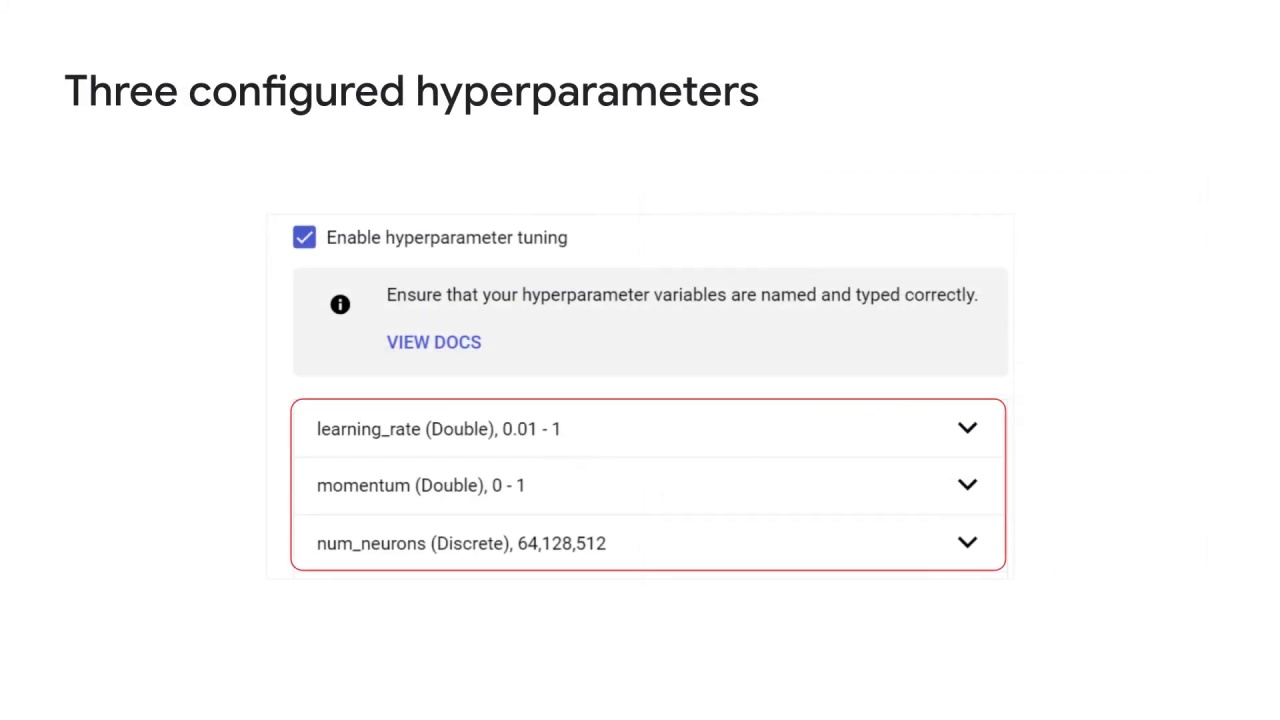 Three configured hyperparameters
Enable hyperparameter tuning
Ensure that your hyperparameter variables are named and typed correctly.
VIEW DOCS
learning_rate (Double), 0.01 - 1
momentum (Double), 0 - 1
num_neurons (Discrete), 64,128,512